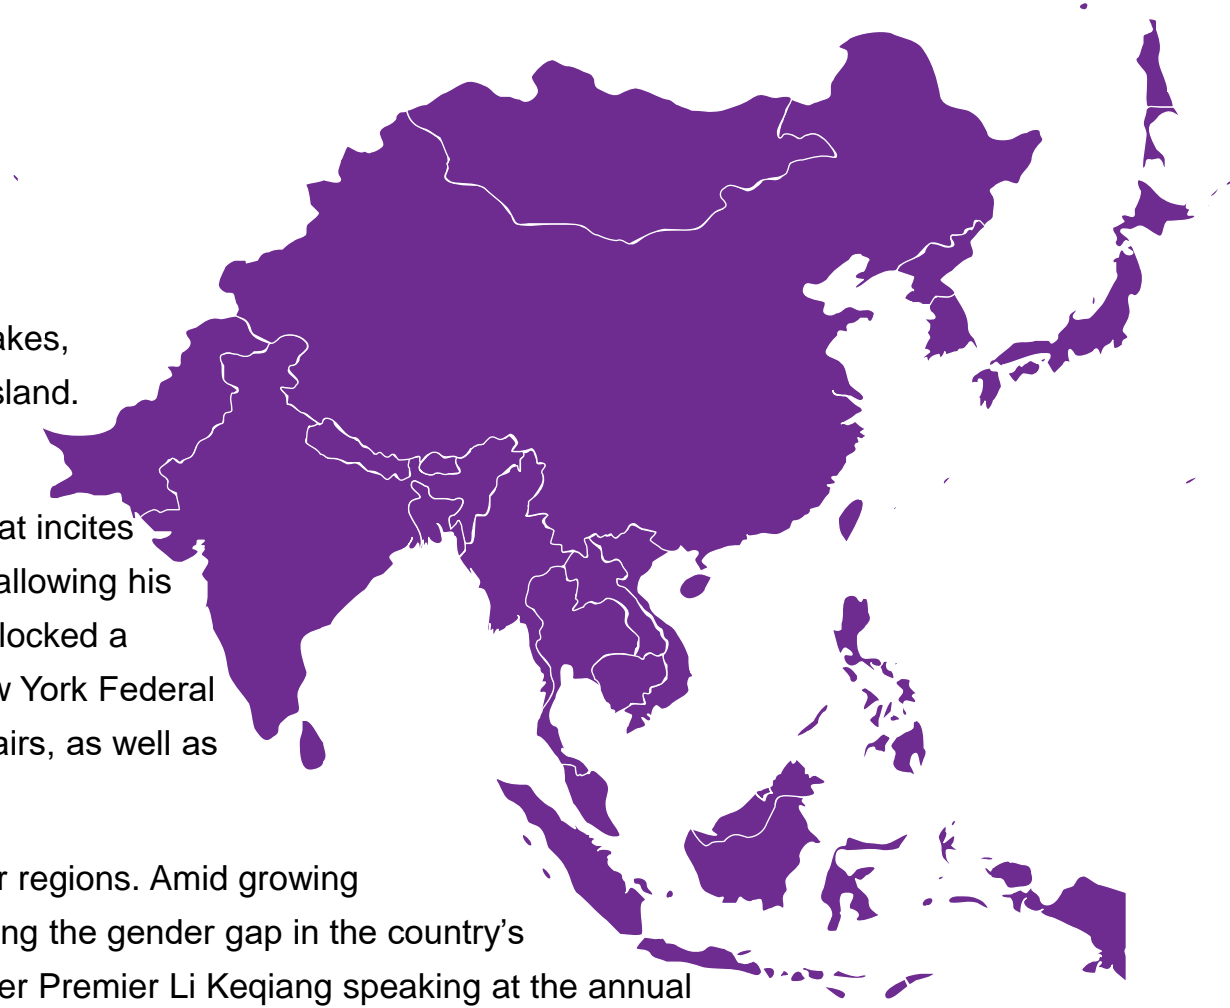 akes,
sland.
at incites
allowing his
locked a
w York Federal
airs, as well as
r regions. Amid growing
ng the gender gap in the country’s
er Premier Li Keqiang speaking at the annual